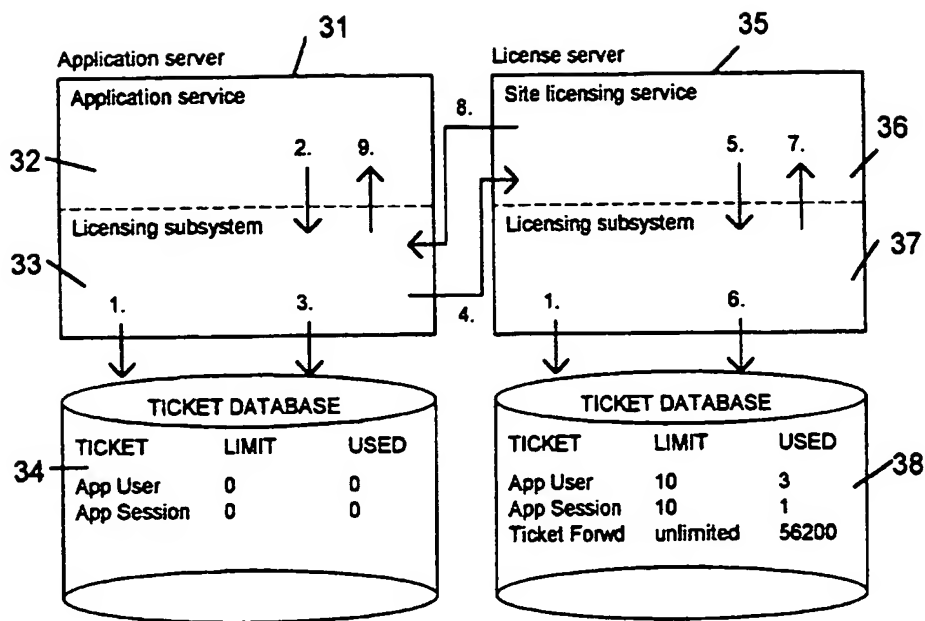 31
35
Application server
License server
Application service
Site licensing service
8.
32
2.
9.
5.
7.
36
Licensing subsystem
Licensing subsystem
33
37
1.
3.
4.
1.
6.
TICKET DATABASE
TICKET LIMIT USED
34
App User 0 0
App Session 0 0
TICKET DATABASE
TICKET LIMIT USED
38
App User 10 3
App Session 10 1
Ticket Forwd unlimited 56200